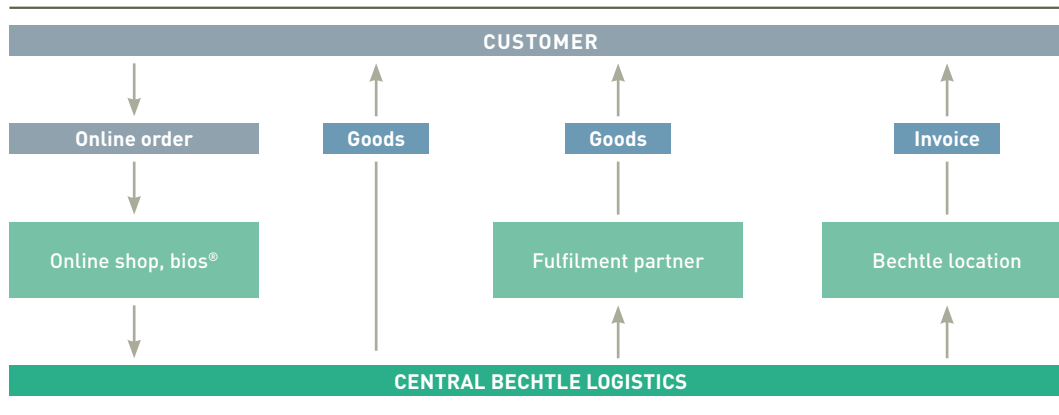 CUSTOMER
Online order
Goods
Goods
Invoice
Online shop, bios®
Fulfilment partner
Bechtle location
CENTRAL BECHTLE LOGISTICS